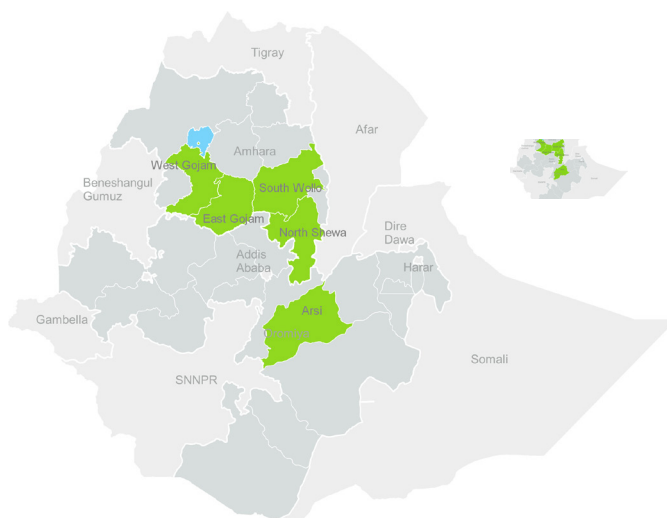 Tigray
Afar
Amhara
West Gojam
Beneshangul
Gumuz
South Wollo
East Gojam
North Shewa
Dire
Dawa
Addis
Ababa
Harar
Gambella
Arsi
Oromiya
Somali
SNNPR